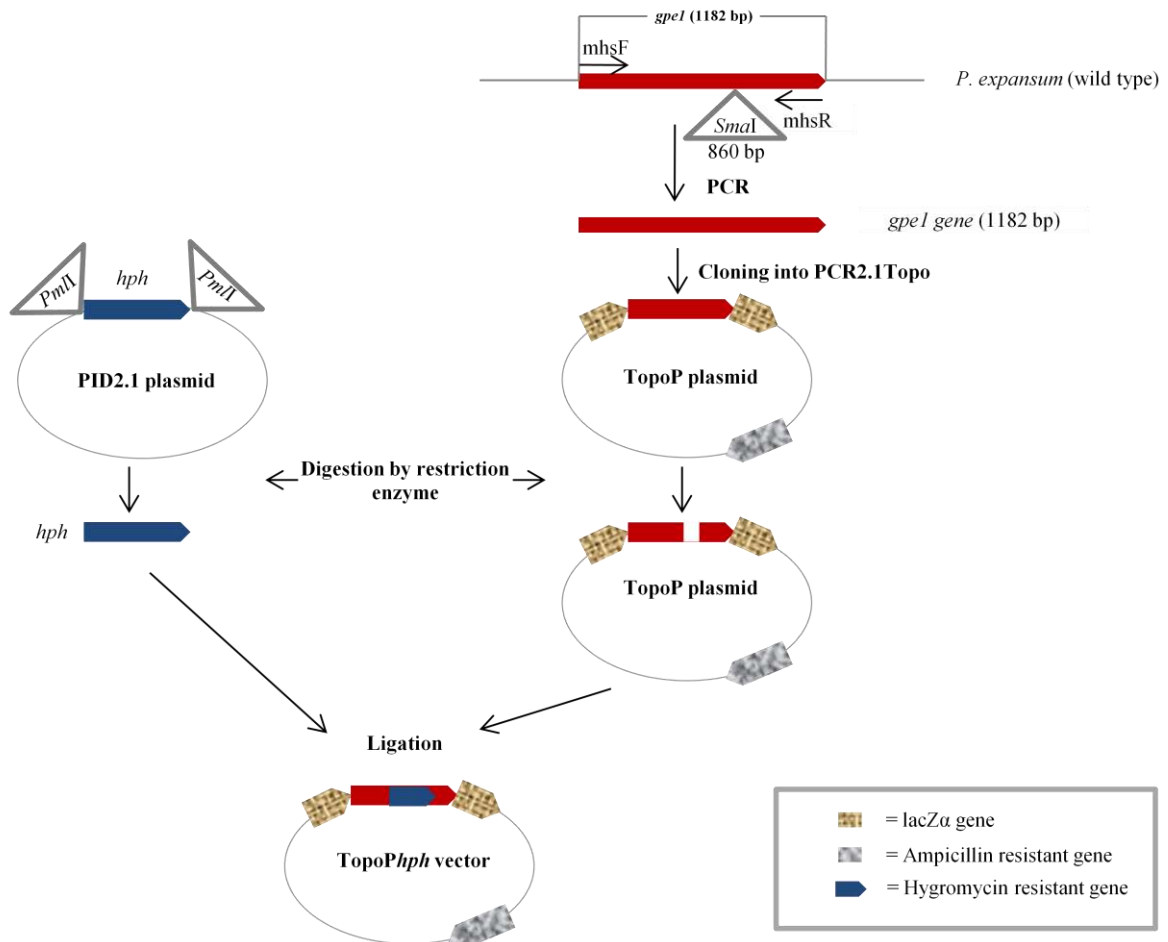 gpe1 (1182 bp)
mhsF
P. expansum (wild type)
SmaI
mhsR
860 bp
PCR
gpe1 gene (1182 bp)
Cloning into PCR2.1Topo
PmlI
hph
PmlI
PID2.1 plasmid
TopoP plasmid
Digestion by restriction
enzyme
hph
TopoP plasmid
Ligation
TopoPhph vector
= lacZα gene
= Ampicillin resistant gene
= Hygromycin resistant gene